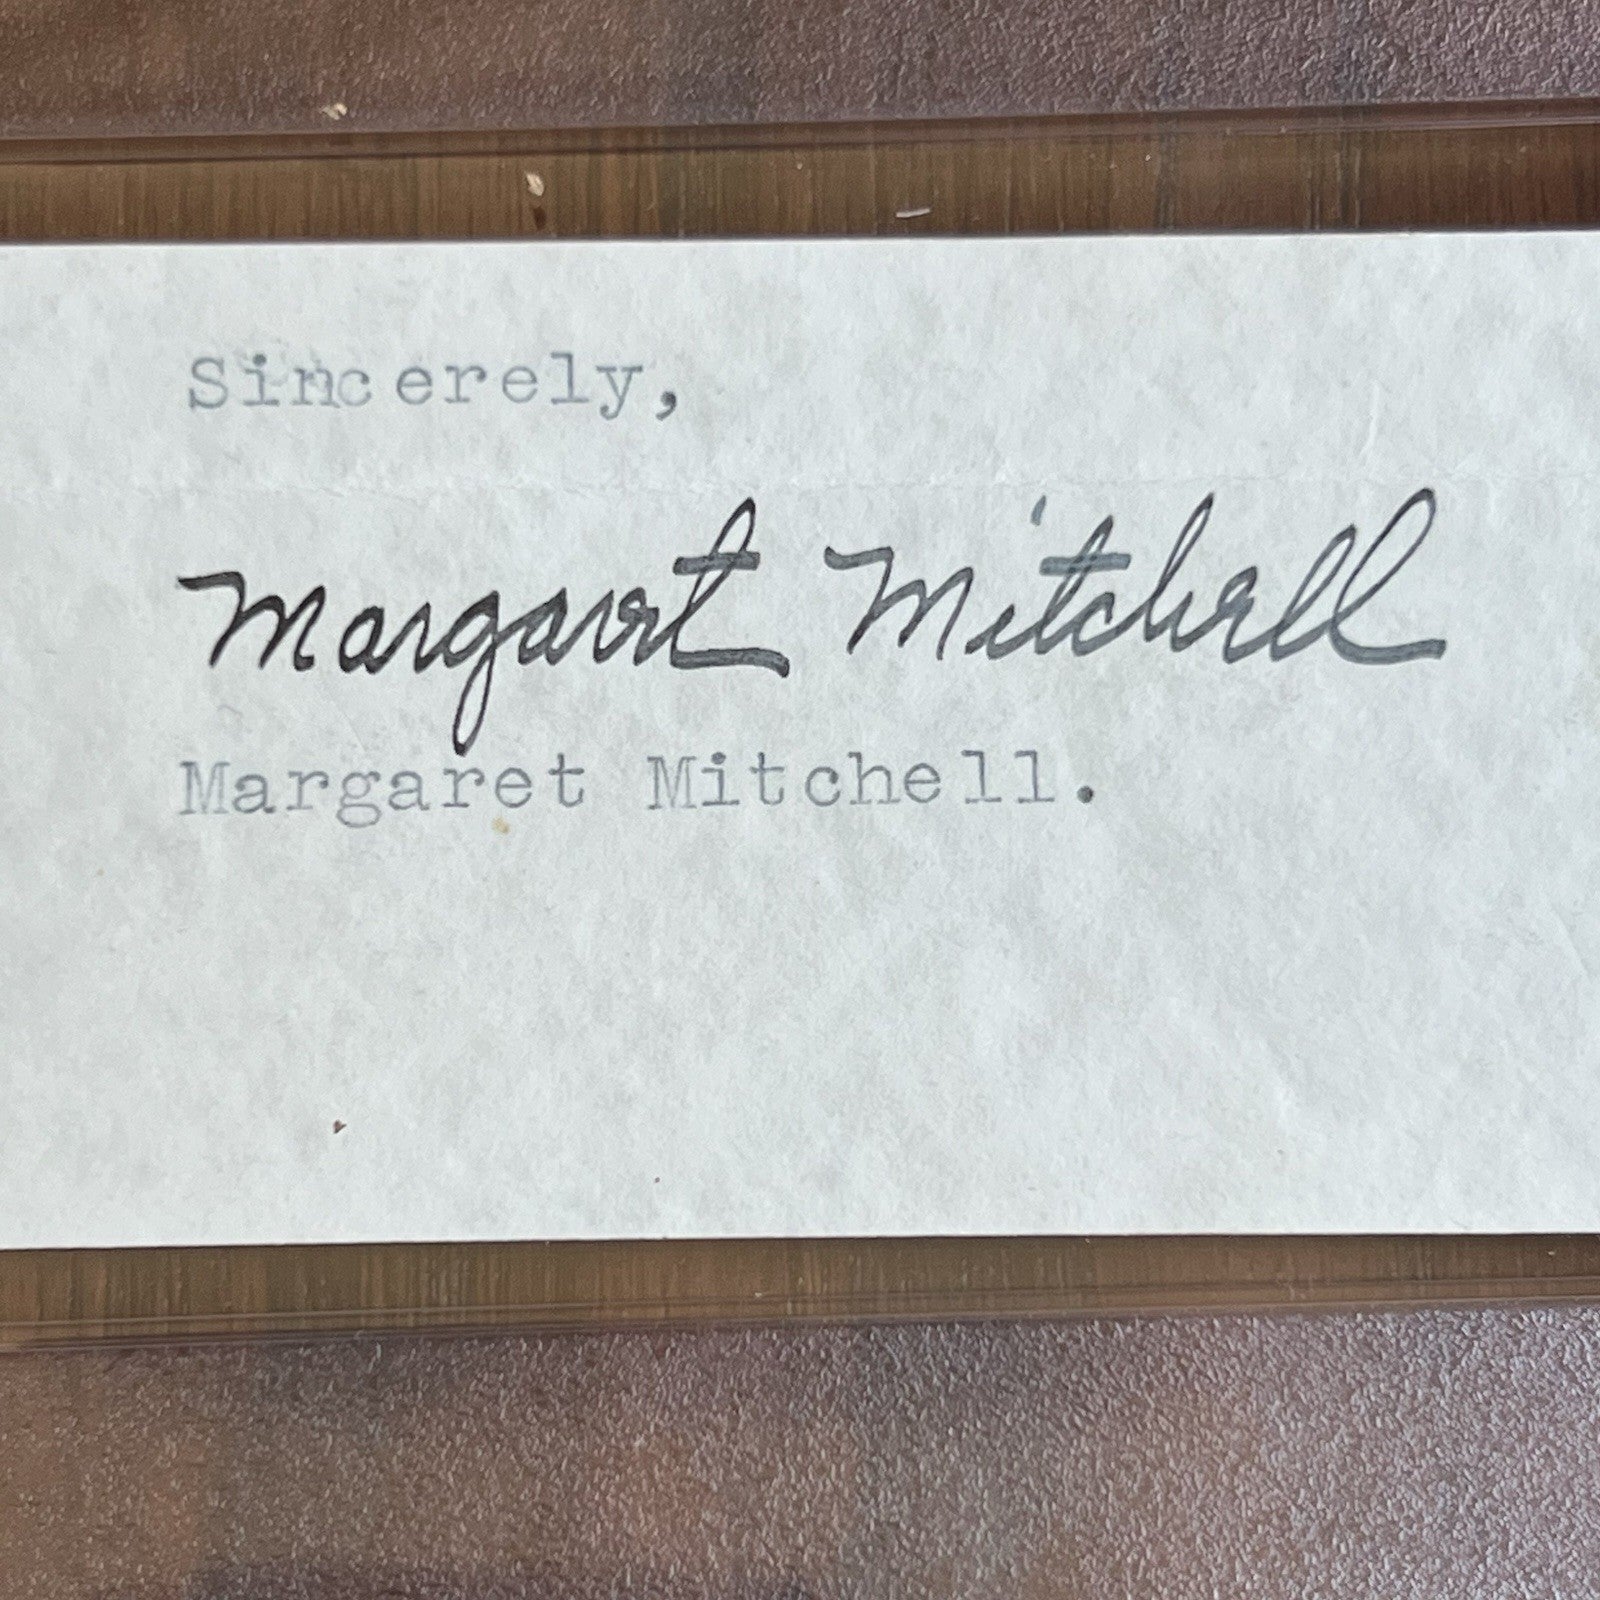 Sincerely,
Margaret Mitchell
Margaret Mitchell.